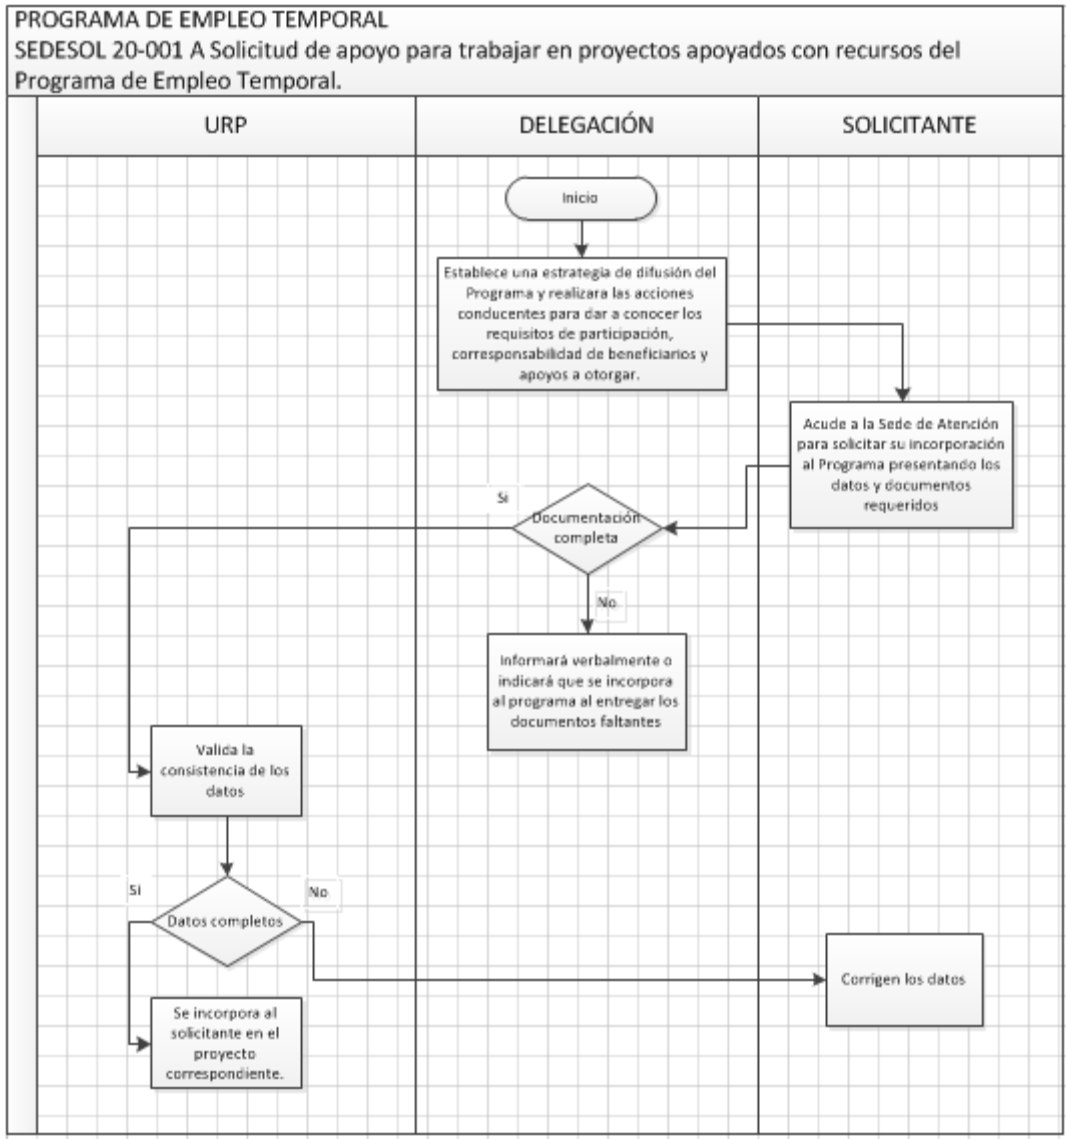 PROGRAMA DE EMPLEO TEMPORAL
SEDESOL 20-001 A Solicitud de apoyo para trabajar en proyectos apoyados con recursos del
Programa de Empleo Temporal.
URP
DELEGACIÓN
SOLICITANTE
Inicio
Establece una estrategia de difusión del
Programa y realizara las acciones
conducentes para dar a conocer los
requisitos de participación,
corresponsabilidad de beneficiarios y
apoyos a otorgar.
Acude a la Sede de Atención
para solicitar su incorporación
al Programa presentando los
datos y documentos
requeridos
Si
Documentación
completa
No
Informará verbalmente o
indicará que se incorpora
al programa al entregar los
documentos faltantes
Valida la
consistencia de los
datos
Si
No
Datos completos
Corrigen los datos
Se incorpora al
solicitante en el
proyecto
correspondiente.